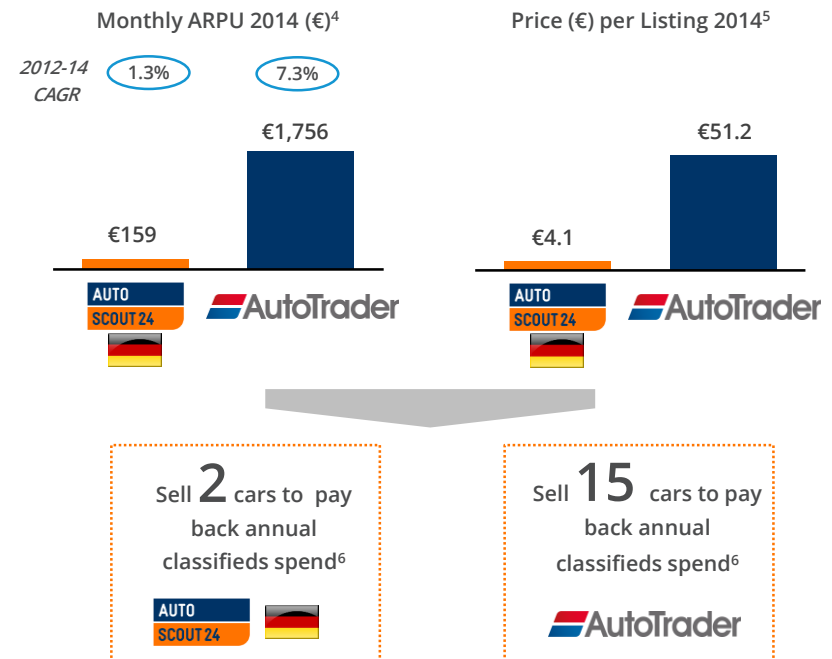 Monthly ARPU 2014 (€)⁴
Price (€) per Listing 2014⁵
2012-14
CAGR
1.3%
7.3%
€1,756
€159
€51.2
€4.1
AUTO
SCOUT 24
AutoTrader
AUTO
SCOUT 24
AutoTrader
Sell 2 cars to pay
back annual
classifieds spend⁶
AUTO
SCOUT 24
Sell 15 cars to pay
back annual
classifieds spend⁶
AutoTrader